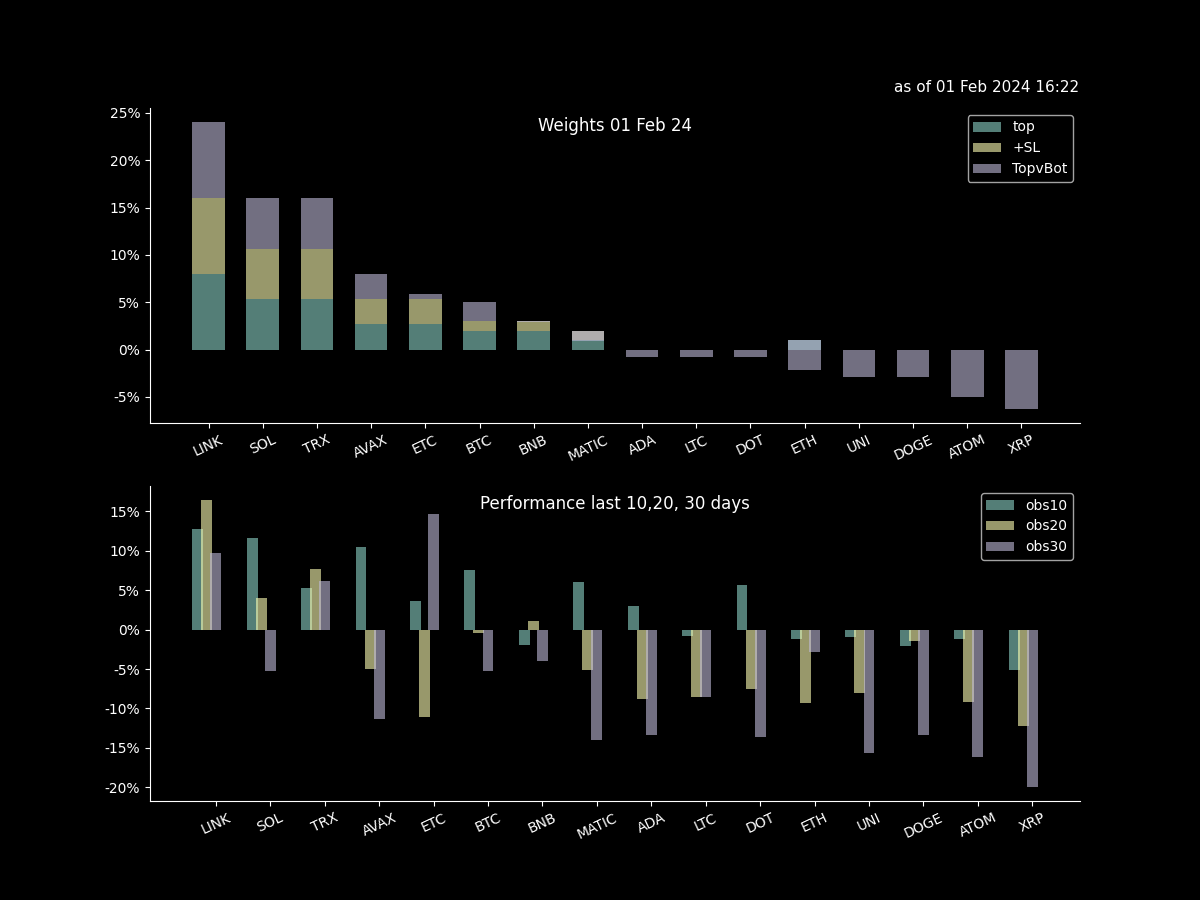 as of 01 Feb 2024 16:22
Weights 01 Feb 24
top
+SL
TopvBot
25%
20%
15%
10%
5%
0%
-5%
LINK SOL TRX AVAX ETC BTC BNB MATIC ADA LTC DOT ETH UNI DOGE ATOM XRP
Performance last 10,20, 30 days
obs10
obs20
obs30
15%
10%
5%
0%
-5%
-10%
-15%
-20%
LINK SOL TRX AVAX ETC BTC BNB MATIC ADA LTC DOT ETH UNI DOGE ATOM XRP